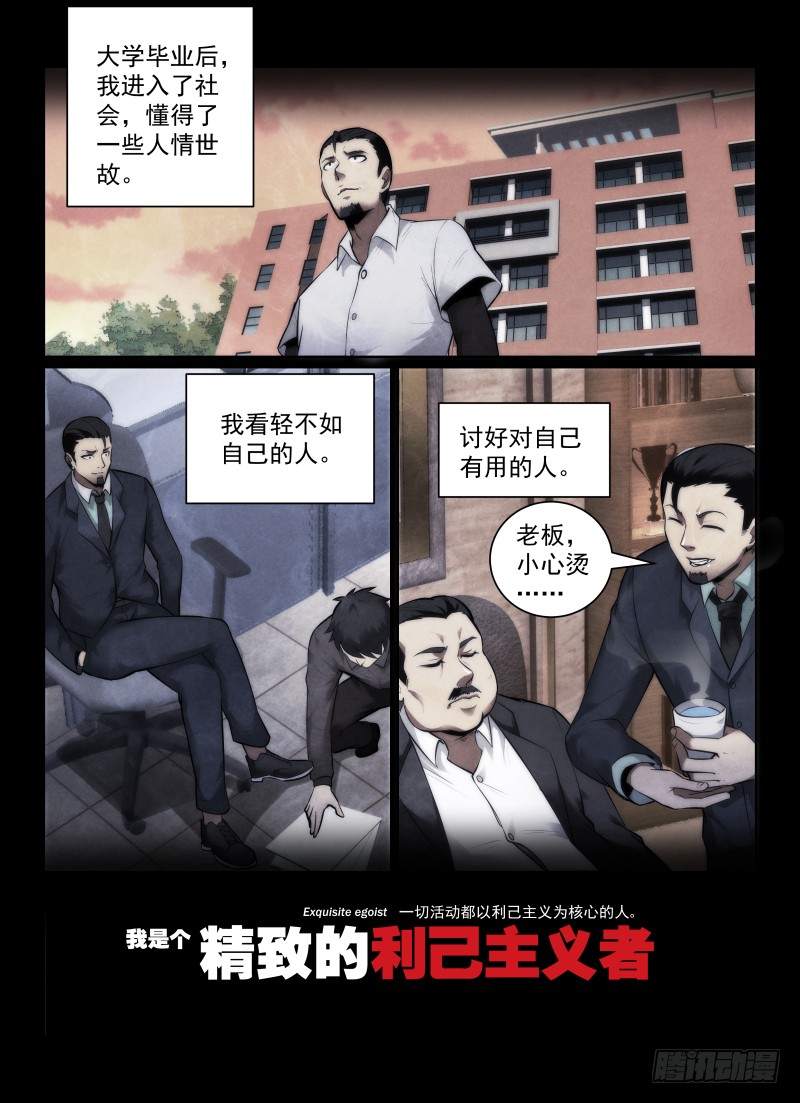 大学毕业后，
我进入了社
会，懂得了
一些人情世
故。
我看轻不如
自己的人。
讨好对自己
有用的人。
老板，
小心烫
……
Exquisite egoist 一切活动都以利己主义为核心的人。
我是个 精致的利己主义者
腾讯动漫